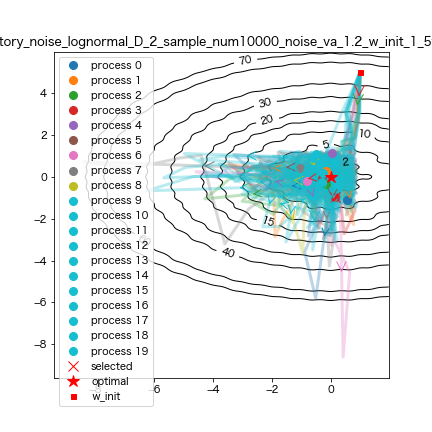 tory_noise_lognormal_D_2_sample_num10000_noise_va_1.2_w_init_1_5
70
30
20
10
5
2
15
40
4
2
0
−2
−4
−6
−8
−6
−4
−2
0
process 0
process 1
process 2
process 3
process 4
process 5
process 6
process 7
process 8
process 9
process 10
process 11
process 12
process 13
process 14
process 15
process 16
process 17
process 18
process 19
selected
optimal
w_init